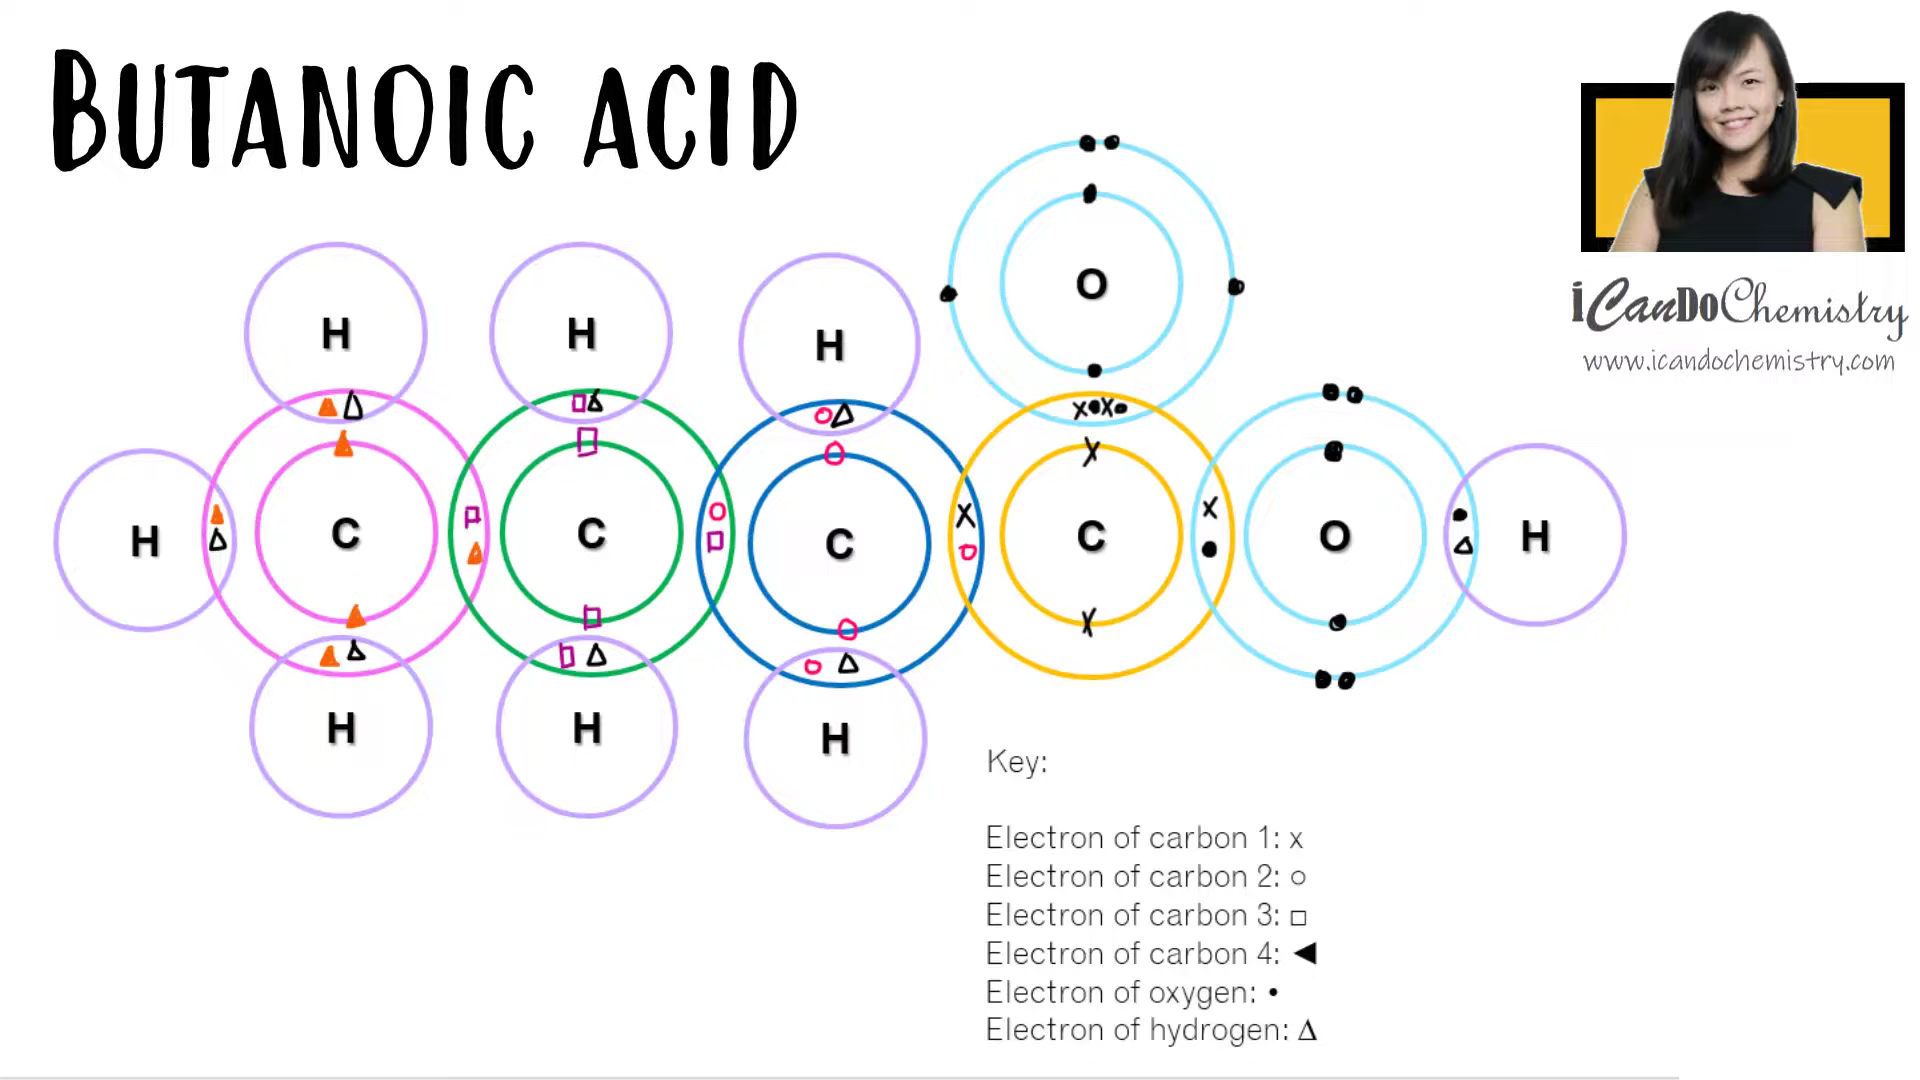 BUTANOIC ACID
iCanDoChemistry
www.icandochemistry.com
O
H H H
H C C C C O H
H H H
Key:
Electron of carbon 1: x
Electron of carbon 2: ○
Electron of carbon 3: □
Electron of carbon 4: ◀
Electron of oxygen: •
Electron of hydrogen: Δ